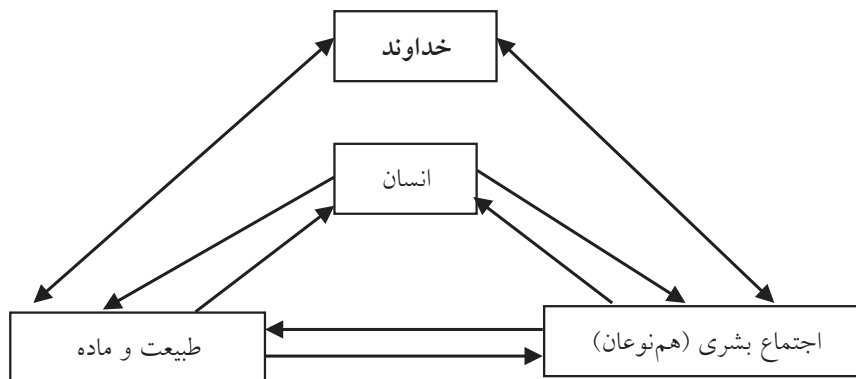 خداوند
انسان
اجتماع بشری (هم‌نوعان)
طبیعت و ماده